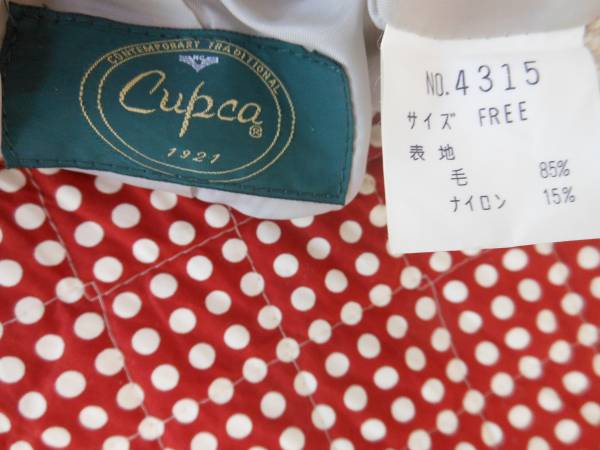 CONTEMPORARY TRADITIONAL
Cupca®
1921
NO.4315
サイズ FREE
表地
毛 85%
ナイロン 15%